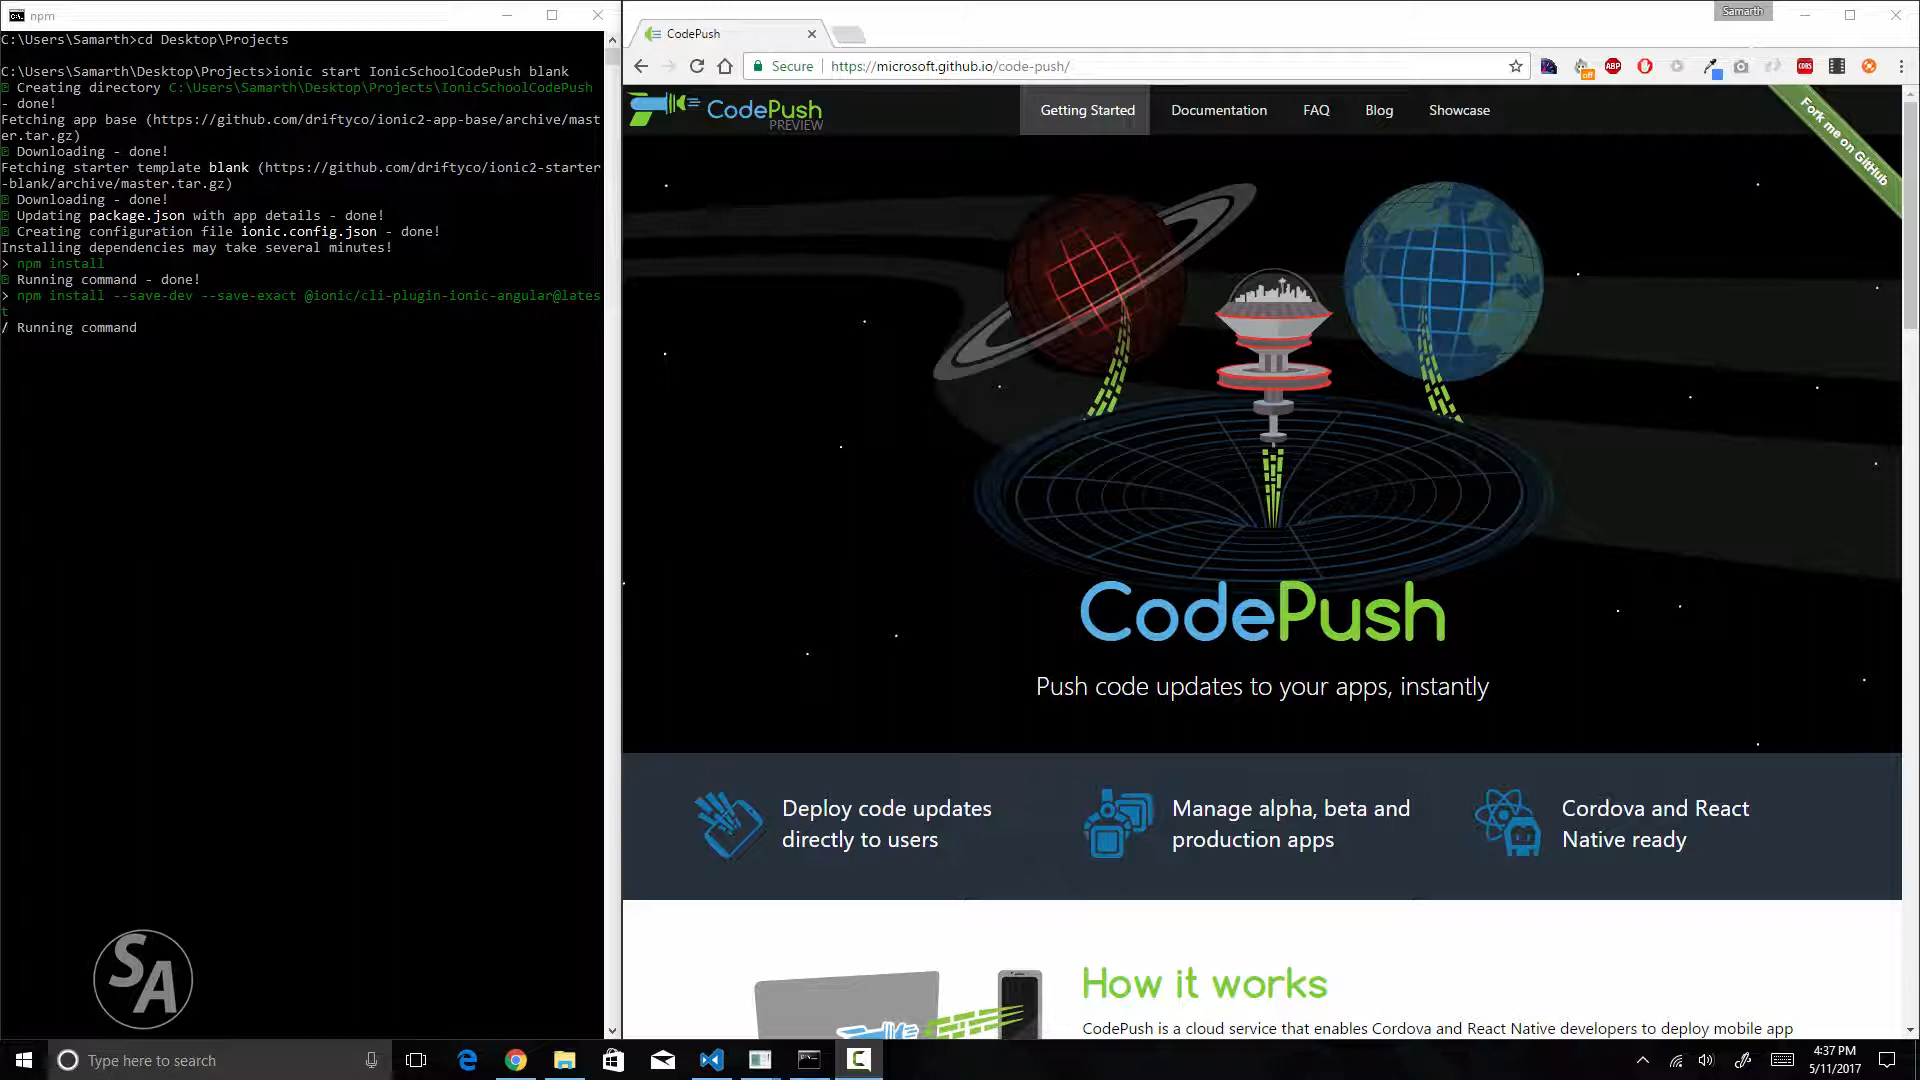 npm
C:\Users\Samarth>cd Desktop\Projects
C:\Users\Samarth\Desktop\Projects>ionic start IonicSchoolCodePush blank
Creating directory C:\Users\Samarth\Desktop\Projects\IonicSchoolCodePush
- done!
Fetching app base (https://github.com/driftyco/ionic2-app-base/archive/mast
er.tar.gz)
Downloading - done!
Fetching starter template blank (https://github.com/driftyco/ionic2-starter
-blank/archive/master.tar.gz)
Downloading - done!
Updating package.json with app details - done!
Creating configuration file ionic.config.json - done!
Installing dependencies may take several minutes!
> npm install
Running command - done!
> npm install --save-dev --save-exact @ionic/cli-plugin-ionic-angular@lates
t
/ Running command
SA
Samarth
CodePush
Secure
https://microsoft.github.io/code-push/
off
ABP
CORS
CodePush
PREVIEW
Getting Started
Documentation
FAQ
Blog
Showcase
Fork me on GitHub
CodePush
Push code updates to your apps, instantly
Deploy code updates
directly to users
Manage alpha, beta and
production apps
Cordova and React
Native ready
How it works
CodePush is a cloud service that enables Cordova and React Native developers to deploy mobile app
Type here to search
4:37 PM
5/11/2017